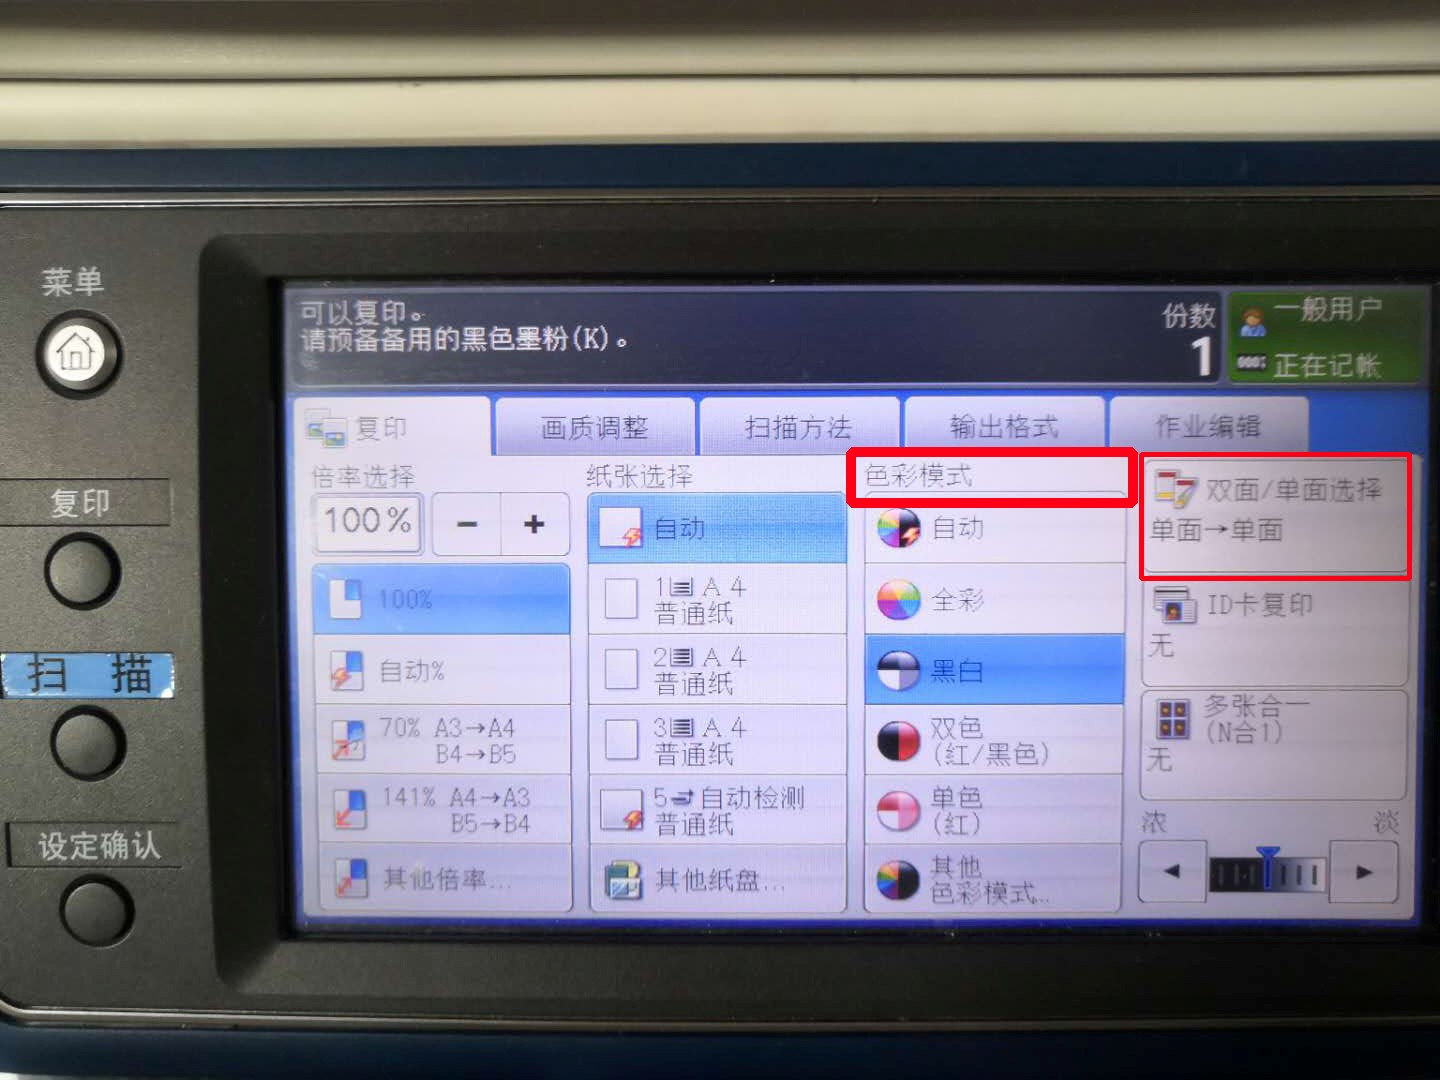 菜单
复印
扫 描
设定确认
可以复印。
请预备备用的黑色墨粉(K)。
份数
1
一般用户
正在记帐
复印
画质调整
扫描方法
输出格式
作业编辑
倍率选择
100%
－
＋
100%
自动%
70% A3→A4
B4→B5
141% A4→A3
B5→B4
其他倍率...
纸张选择
自动
1 A 4
普通纸
2 A 4
普通纸
3 A 4
普通纸
5 自动检测
普通纸
其他纸盘...
色彩模式
自动
全彩
黑白
双色
(红/黑色)
单色
(红)
其他
色彩模式...
双面/单面选择
单面→单面
ID卡复印
无
多张合一
(N合1)
无
浓
淡